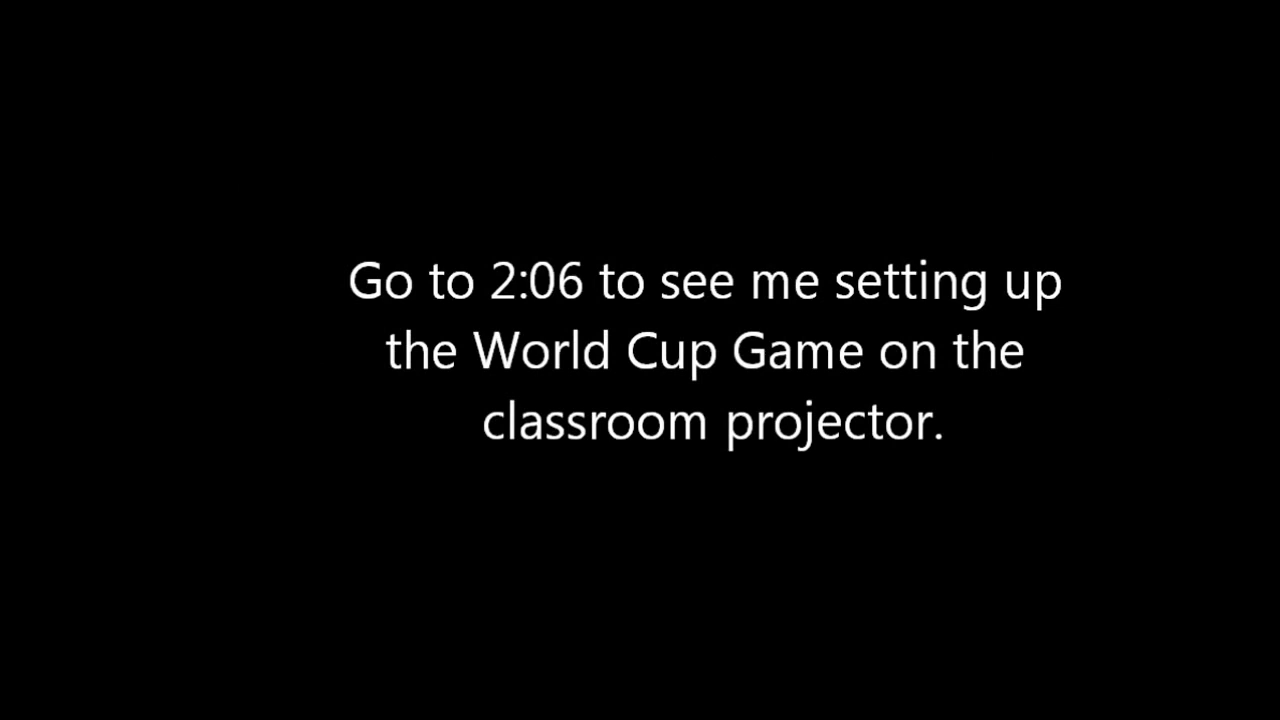 Go to 2:06 to see me setting up
the World Cup Game on the
classroom projector.